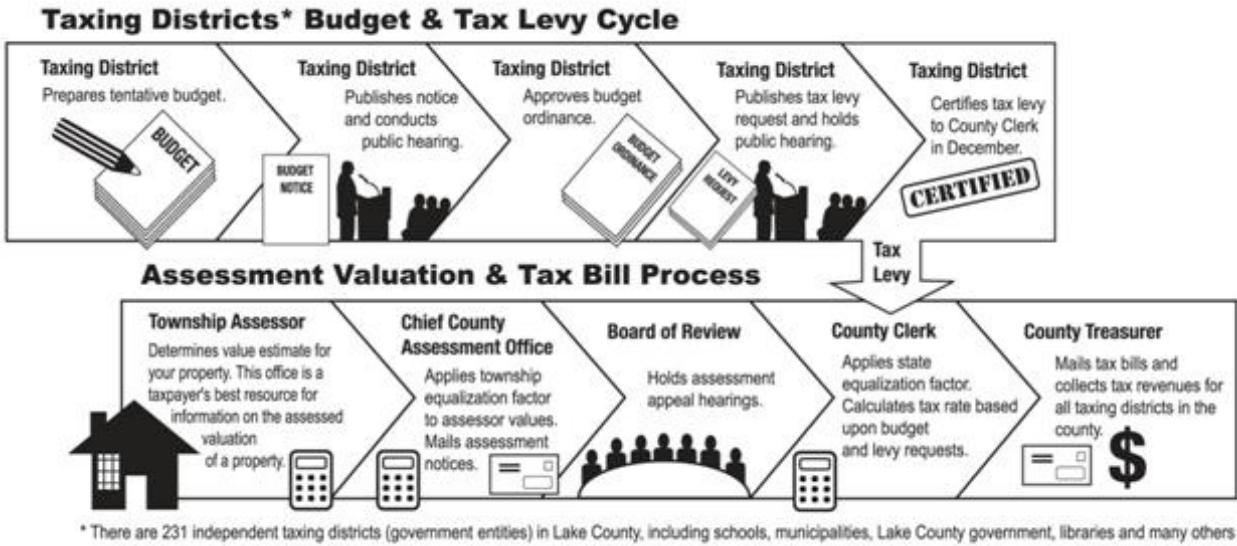 Taxing Districts* Budget & Tax Levy Cycle
Taxing District
Prepares tentative budget.
BUDGET
Taxing District
Publishes notice
and conducts
public hearing.
BUDGET
NOTICE
Taxing District
Approves budget
ordinance.
BUDGET
ORDINANCE
Taxing District
Publishes tax levy
request and holds
public hearing.
LEVY
REQUEST
Taxing District
Certifies tax levy
to County Clerk
in December.
CERTIFIED
Tax
Levy
Assessment Valuation & Tax Bill Process
Township Assessor
Determines value estimate for
your property. This office is a
taxpayer's best resource for
information on the assessed
valuation
of a property.
Chief County
Assessment Office
Applies township
equalization factor
to assessor values.
Mails assessment
notices.
Board of Review
Holds assessment
appeal hearings.
County Clerk
Applies state
equalization factor.
Calculates tax rate based
upon budget
and levy requests.
County Treasurer
Mails tax bills and
collects tax revenues for
all taxing districts in the
county.
$
* There are 231 independent taxing districts (government entities) in Lake County, including schools, municipalities, Lake County government, libraries and many others